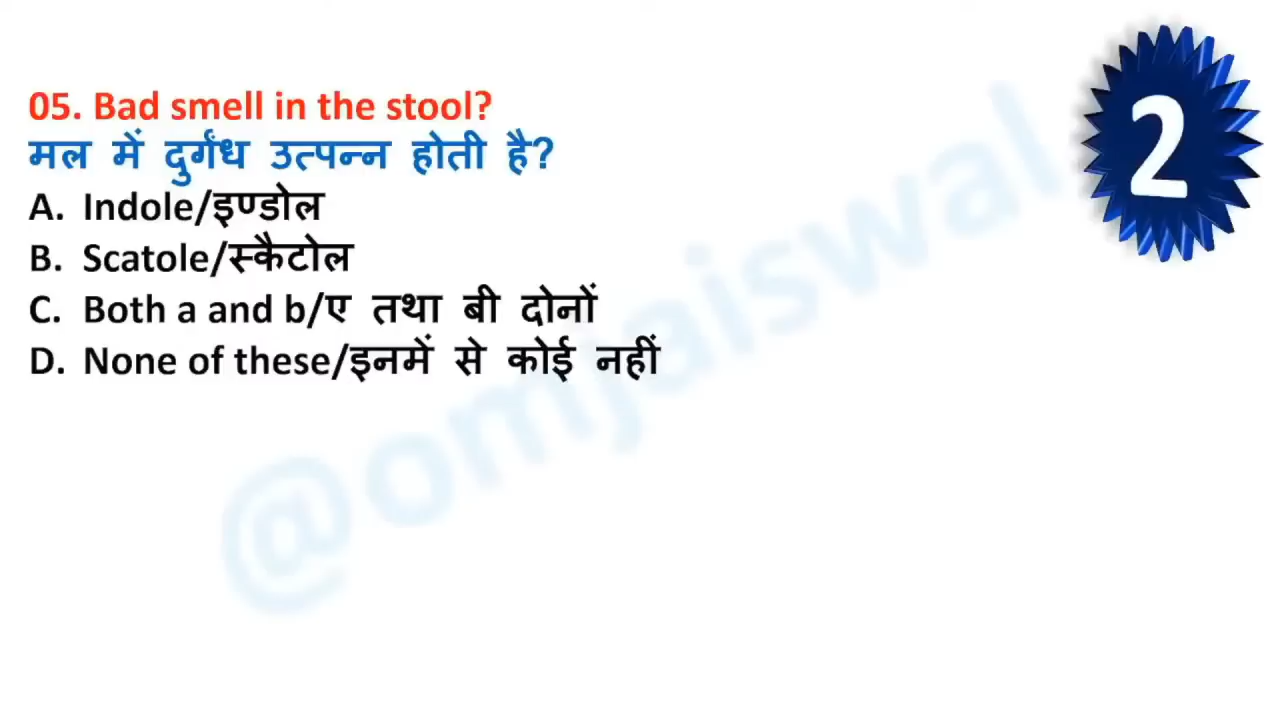 05. Bad smell in the stool?
मल में दुर्गंध उत्पन्न होती है?
A. Indole/इण्डोल
B. Scatole/स्कैटोल
C. Both a and b/ए तथा बी दोनों
D. None of these/इनमें से कोई नहीं
2
@omjaiswal